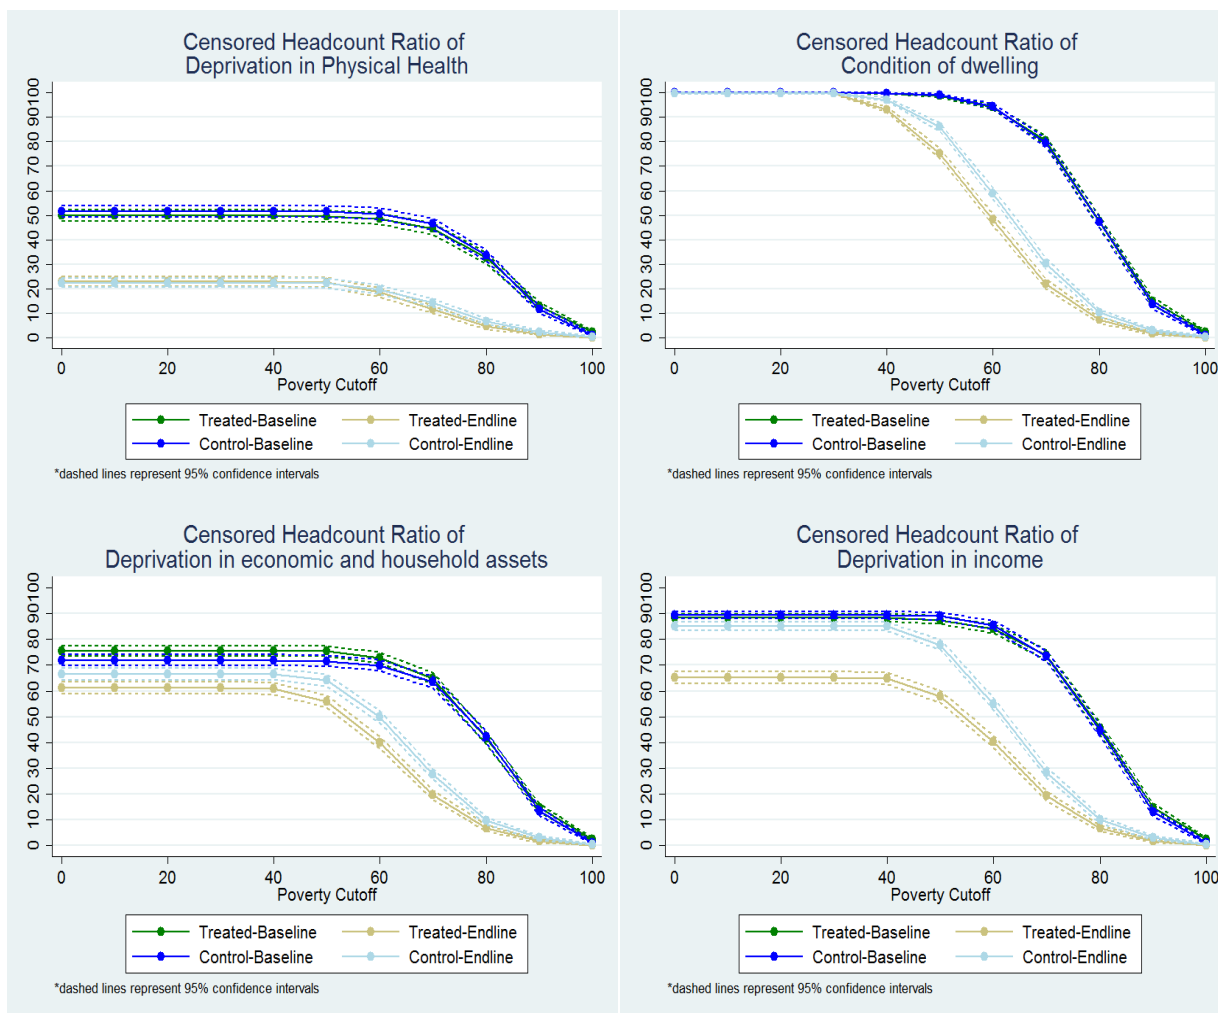 Censored Headcount Ratio of
Deprivation in Physical Health
0 10 20 30 40 50 60 70 80 90 100
0 20 40 60 80 100
Poverty Cutoff
Treated-Baseline Treated-Endline
Control-Baseline Control-Endline
*dashed lines represent 95% confidence intervals
Censored Headcount Ratio of
Condition of dwelling
0 10 20 30 40 50 60 70 80 90 100
0 20 40 60 80 100
Poverty Cutoff
Treated-Baseline Treated-Endline
Control-Baseline Control-Endline
*dashed lines represent 95% confidence intervals
Censored Headcount Ratio of
Deprivation in economic and household assets
0 10 20 30 40 50 60 70 80 90 100
0 20 40 60 80 100
Poverty Cutoff
Treated-Baseline Treated-Endline
Control-Baseline Control-Endline
*dashed lines represent 95% confidence intervals
Censored Headcount Ratio of
Deprivation in income
0 10 20 30 40 50 60 70 80 90 100
0 20 40 60 80 100
Poverty Cutoff
Treated-Baseline Treated-Endline
Control-Baseline Control-Endline
*dashed lines represent 95% confidence intervals